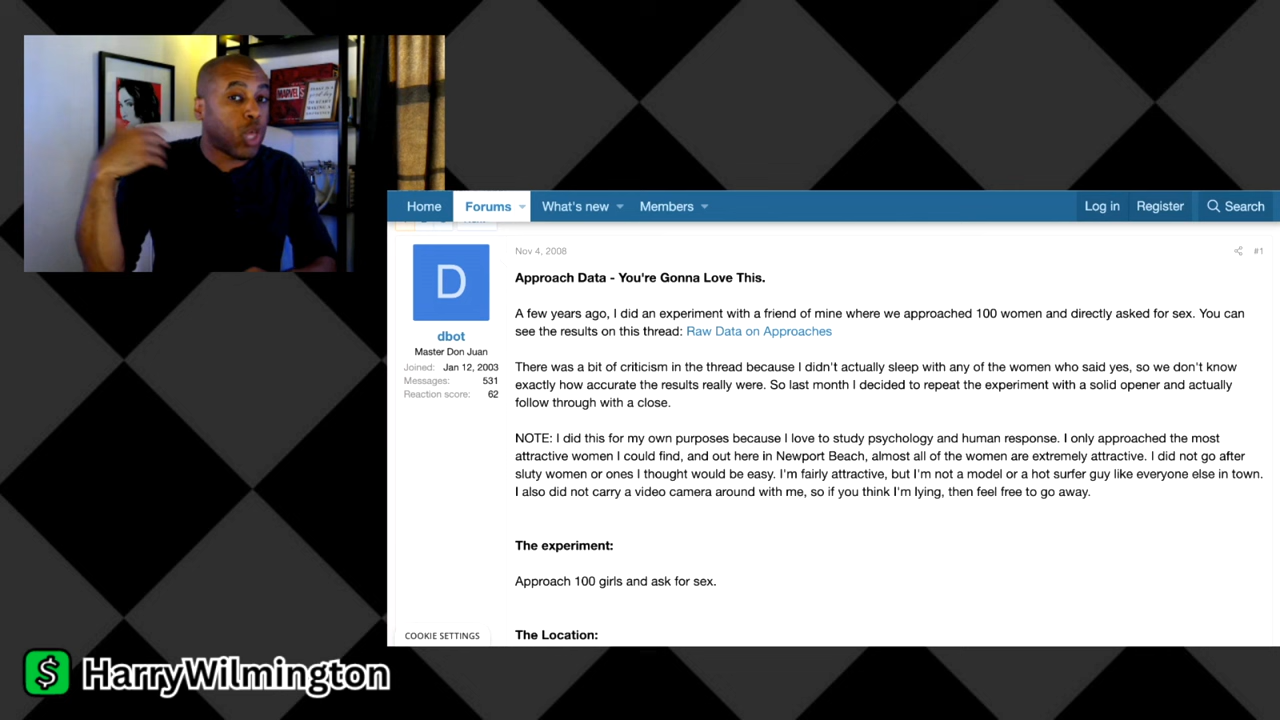 MARVELS
Home
Forums
What's new
Members
Log in
Register
Search
D
dbot
Master Don Juan
Joined: Jan 12, 2003
Messages: 531
Reaction score: 62
Nov 4, 2008
#1
Approach Data - You're Gonna Love This.
A few years ago, I did an experiment with a friend of mine where we approached 100 women and directly asked for sex. You can
see the results on this thread: Raw Data on Approaches
There was a bit of criticism in the thread because I didn't actually sleep with any of the women who said yes, so we don't know
exactly how accurate the results really were. So last month I decided to repeat the experiment with a solid opener and actually
follow through with a close.
NOTE: I did this for my own purposes because I love to study psychology and human response. I only approached the most
attractive women I could find, and out here in Newport Beach, almost all of the women are extremely attractive. I did not go after
sluty women or ones I thought would be easy. I'm fairly attractive, but I'm not a model or a hot surfer guy like everyone else in town.
I also did not carry a video camera around with me, so if you think I'm lying, then feel free to go away.
The experiment:
Approach 100 girls and ask for sex.
The Location:
COOKIE SETTINGS
$ HarryWilmington